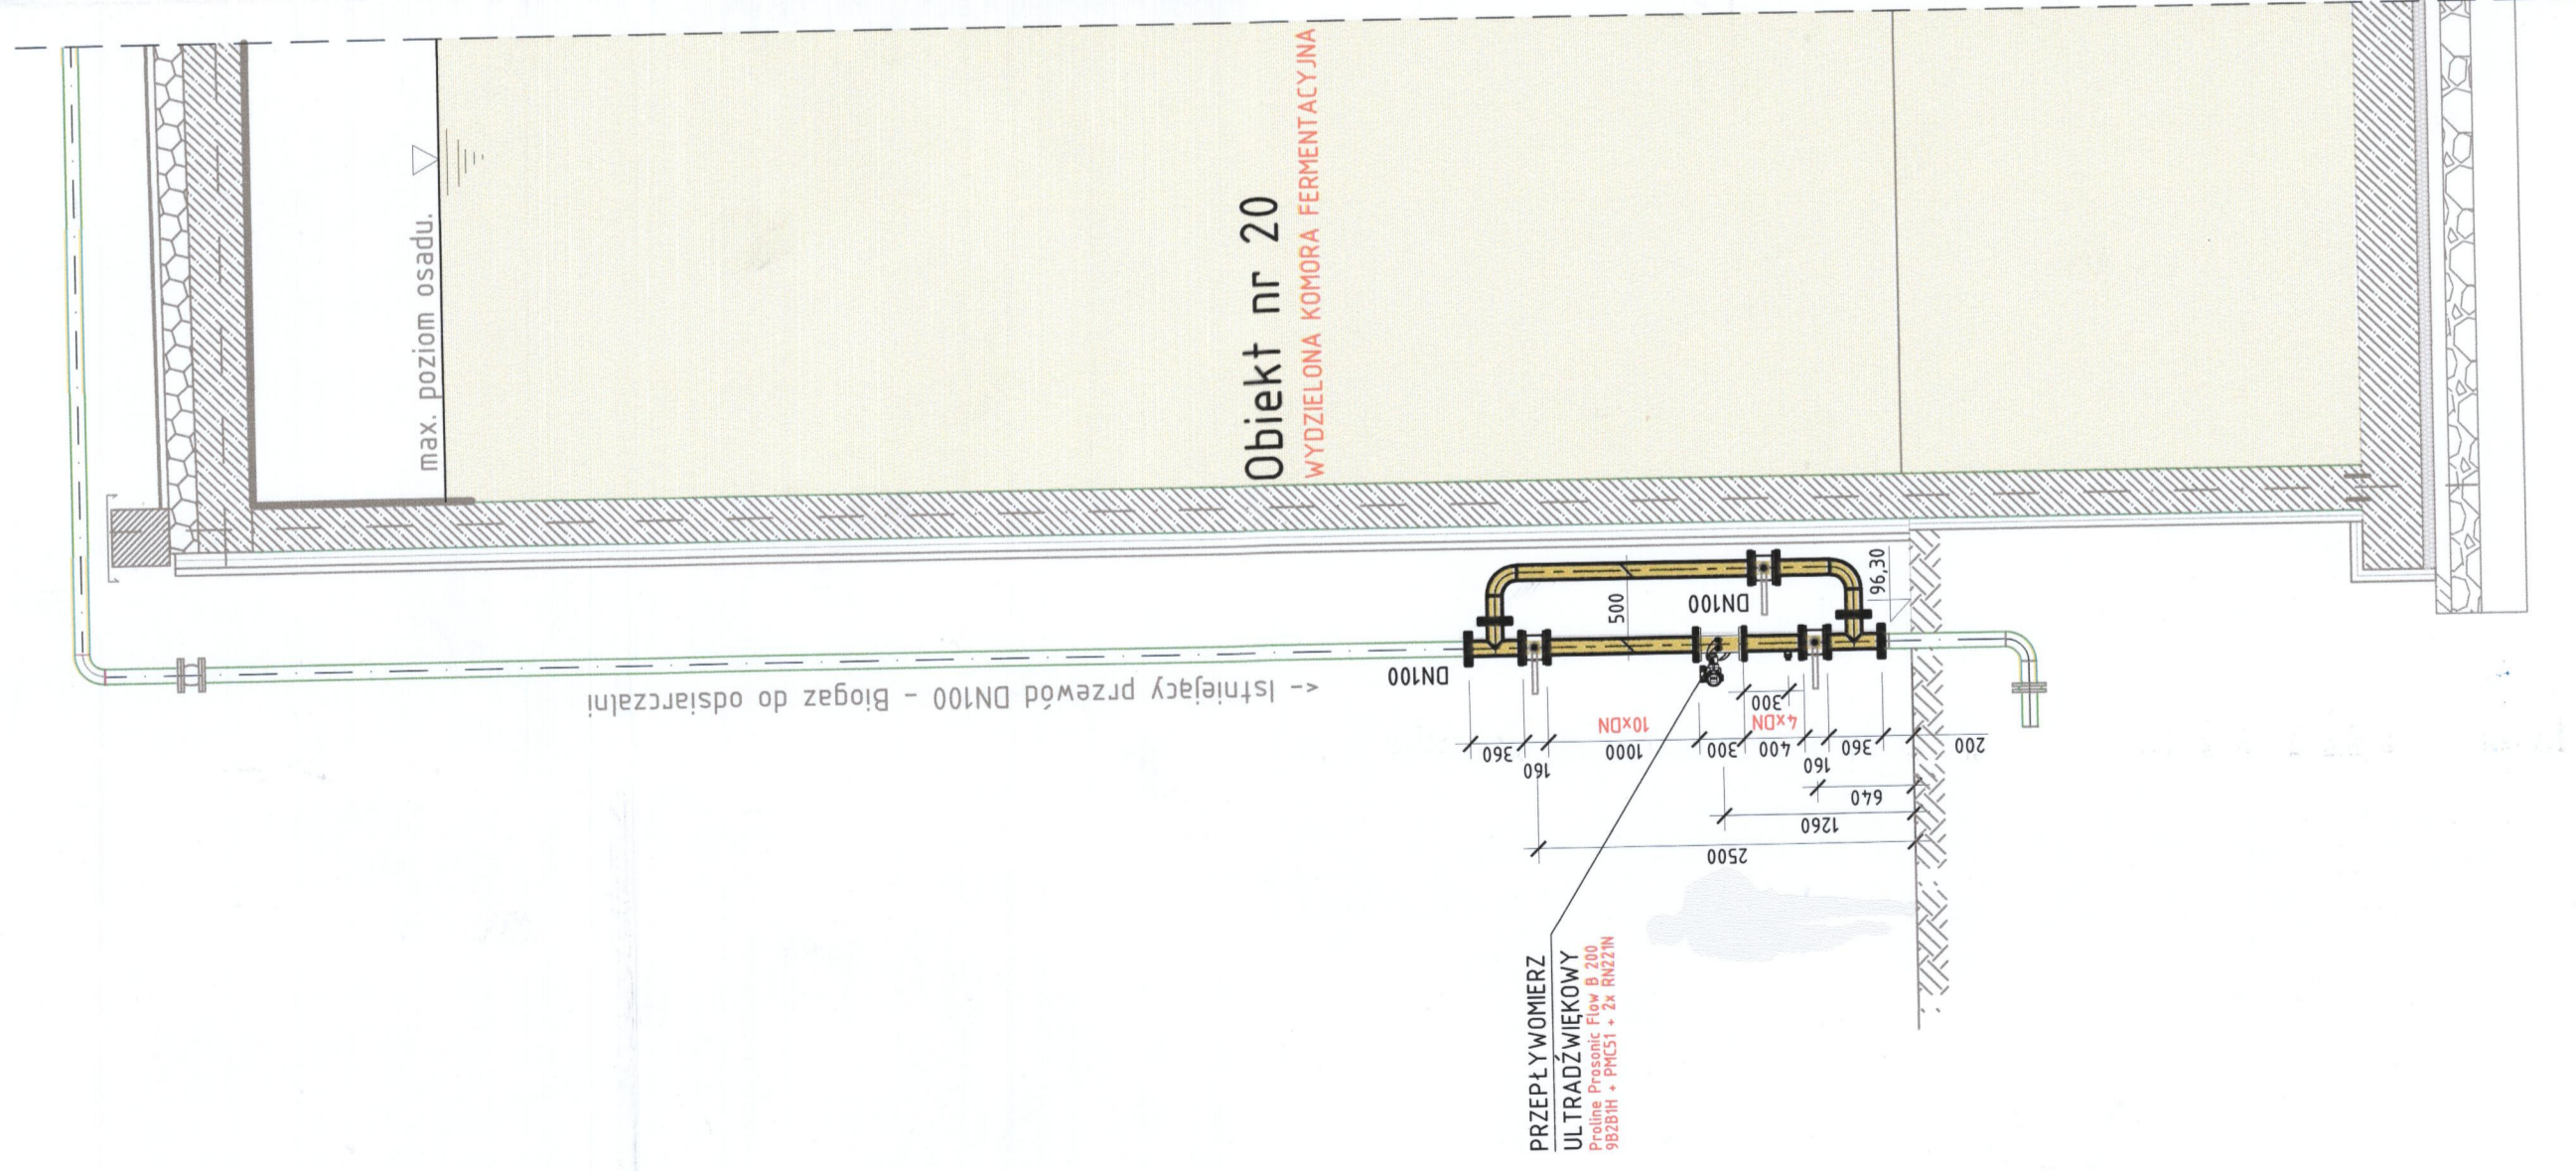 max. poziom osadu.
Obiekt nr 20
WYDZIELONA KOMORA FERMENTACYJNA
<- Istniejący przewód DN100 - Biogaz do odsiarczalni
DN100
DN100
500
96,30
300
10xDN
4xDN
360
160
1000
300
400
160
360
200
640
1260
2500
PRZEPŁYWOMIERZ
ULTRADŹWIĘKOWY
Proline Prosonic Flow B 200
9B2B1H + PMC51 + 2x RN221N